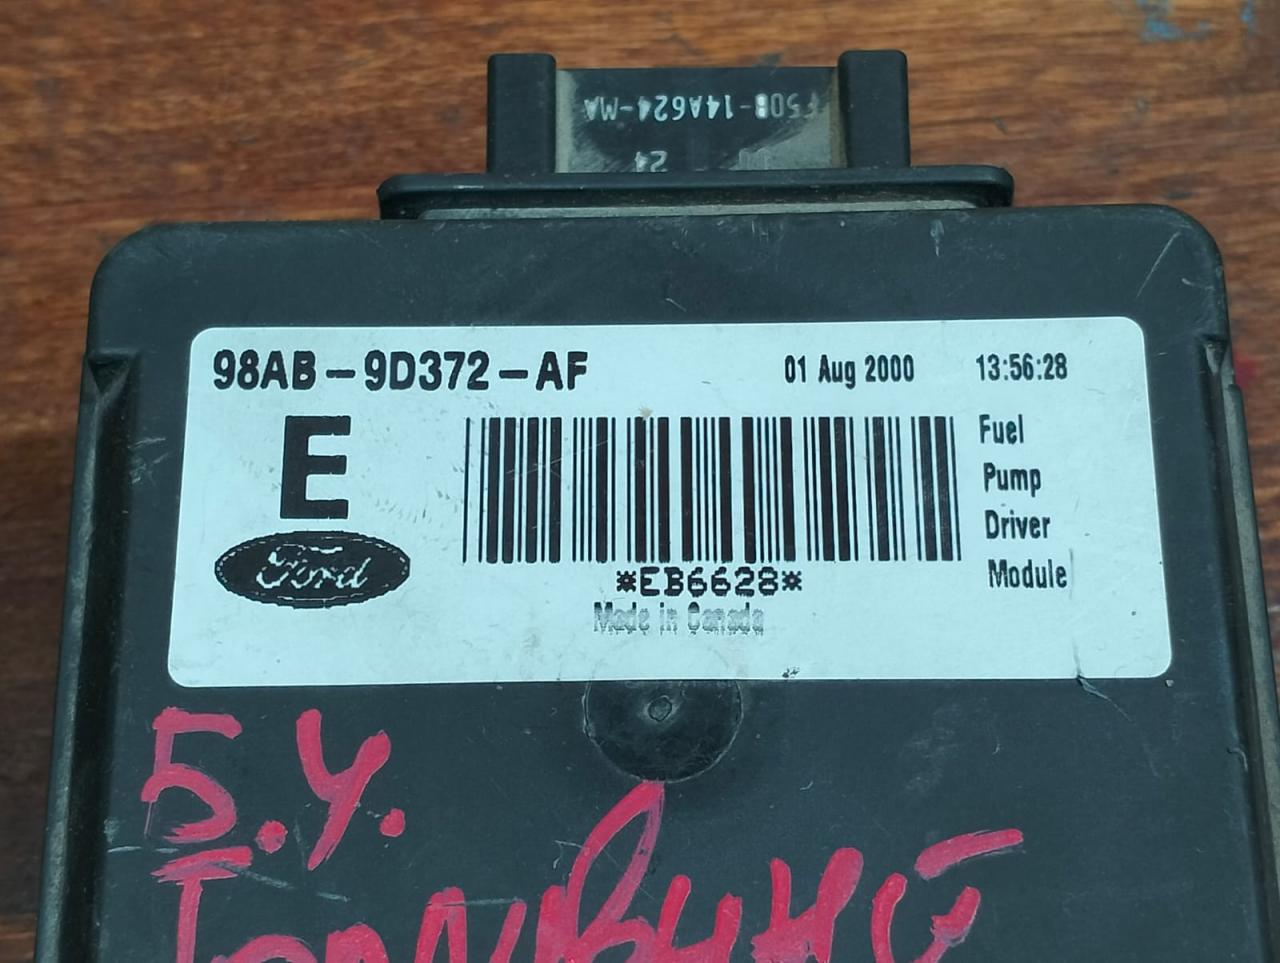 F50B-14A624-MA
24
98AB-9D372-AF
01 Aug 2000 13:56:28
E
Ford
Fuel
Pump
Driver
Module
*EB6628*
Made in Canada
Б.У.